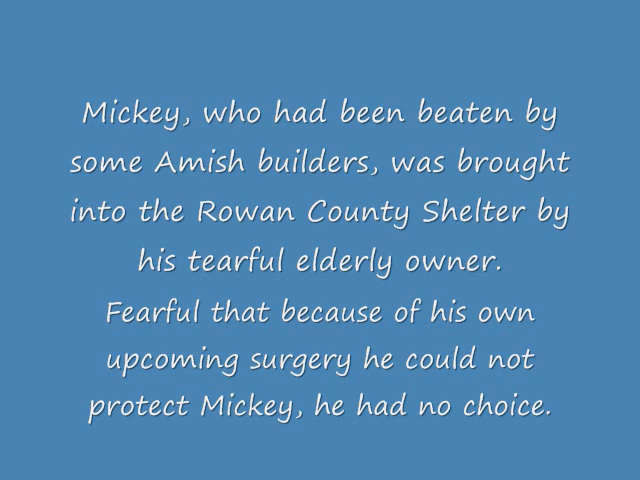 Mickey, who had been beaten by
some Amish builders, was brought
into the Rowan County Shelter by
his tearful elderly owner.
Fearful that because of his own
upcoming surgery he could not
protect Mickey, he had no choice.